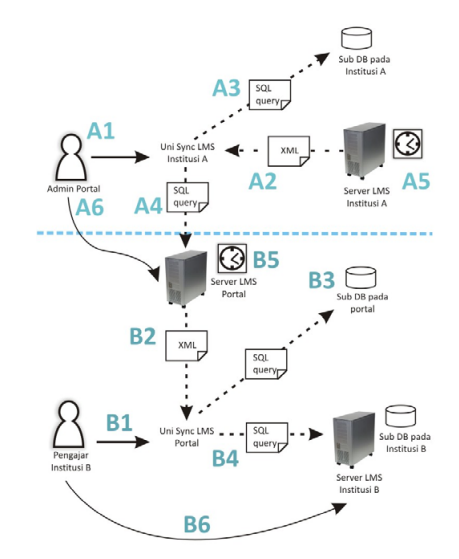 Sub DB pada
Institusi A
A3
SQL
query
A1
Uni Sync LMS
Institusi A
XML
A2
Server LMS
Institusi A
A5
Admin Portal
A6
A4
SQL
query
B5
Server LMS
Portal
B3
Sub DB pada
portal
B2
XML
SQL
query
B1
Pengajar
Institusi B
Uni Sync LMS
Portal
SQL
query
B4
Sub DB pada
Institusi B
Server LMS
Institusi B
B6